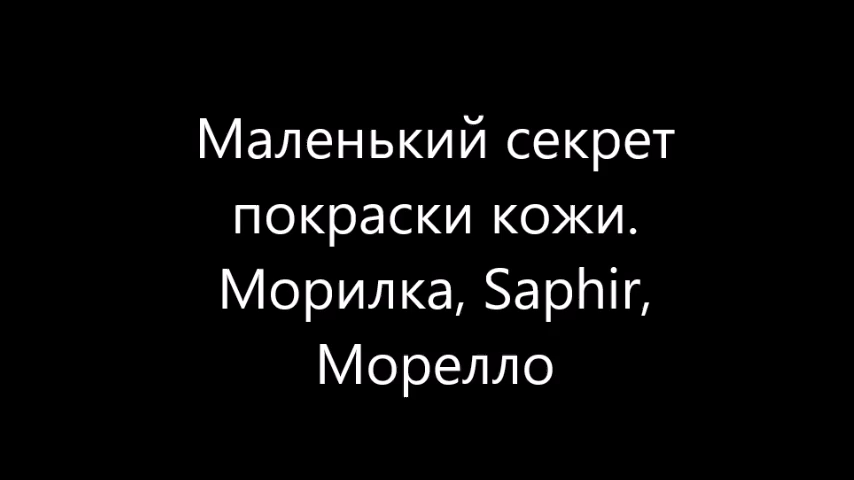 Маленький секрет
покраски кожи.
Морилка, Saphir,
Морелло